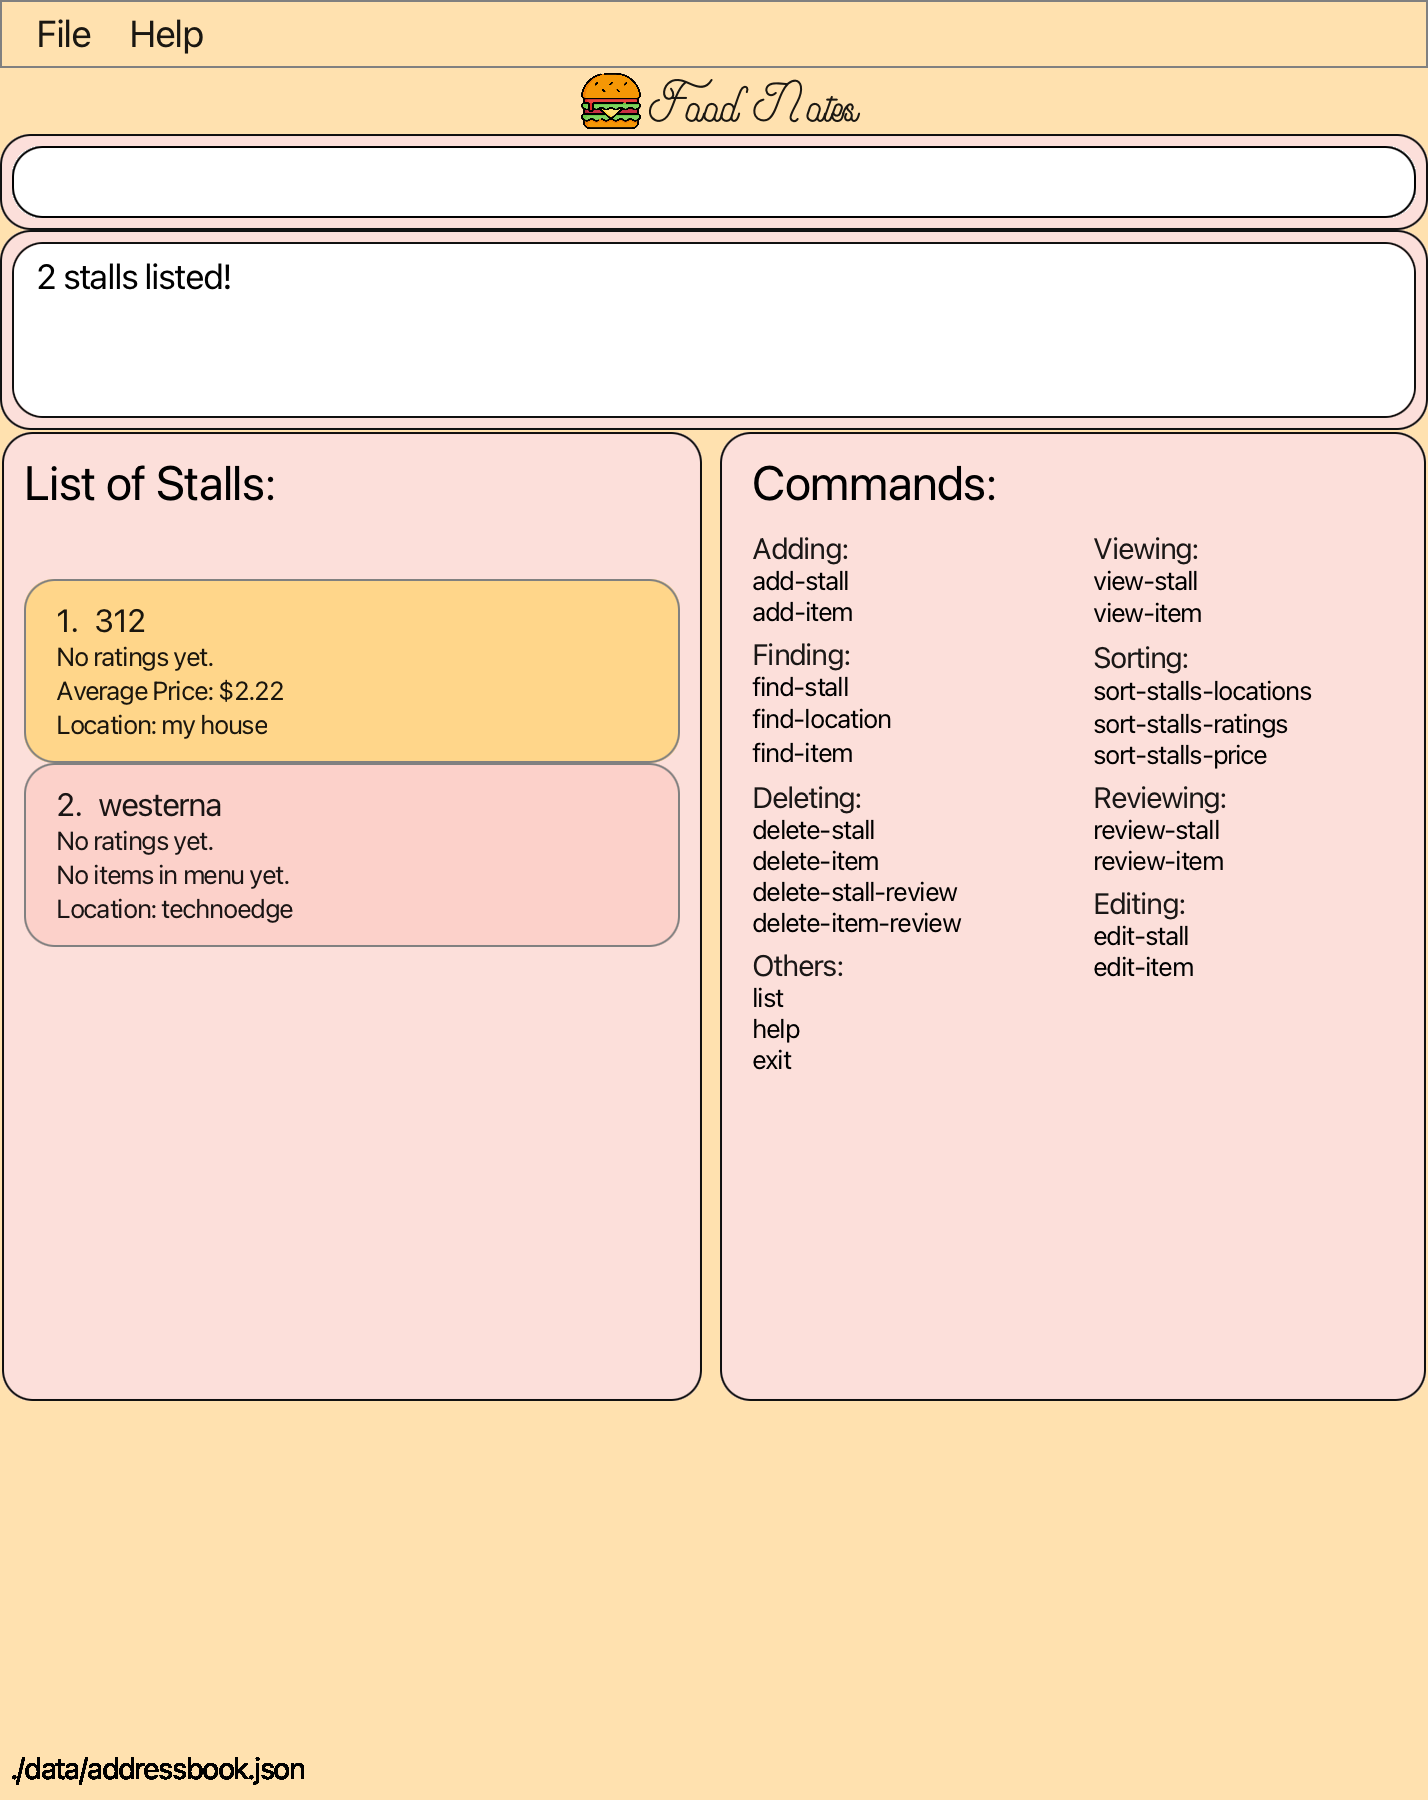 File Help
Food Notes
2 stalls listed!
List of Stalls:
1. 312
No ratings yet.
Average Price: $2.22
Location: my house
2. westerna
No ratings yet.
No items in menu yet.
Location: technoedge
Commands:
Adding:
add-stall
add-item
Finding:
find-stall
find-location
find-item
Deleting:
delete-stall
delete-item
delete-stall-review
delete-item-review
Others:
list
help
exit
Viewing:
view-stall
view-item
Sorting:
sort-stalls-locations
sort-stalls-ratings
sort-stalls-price
Reviewing:
review-stall
review-item
Editing:
edit-stall
edit-item
./data/addressbook.json